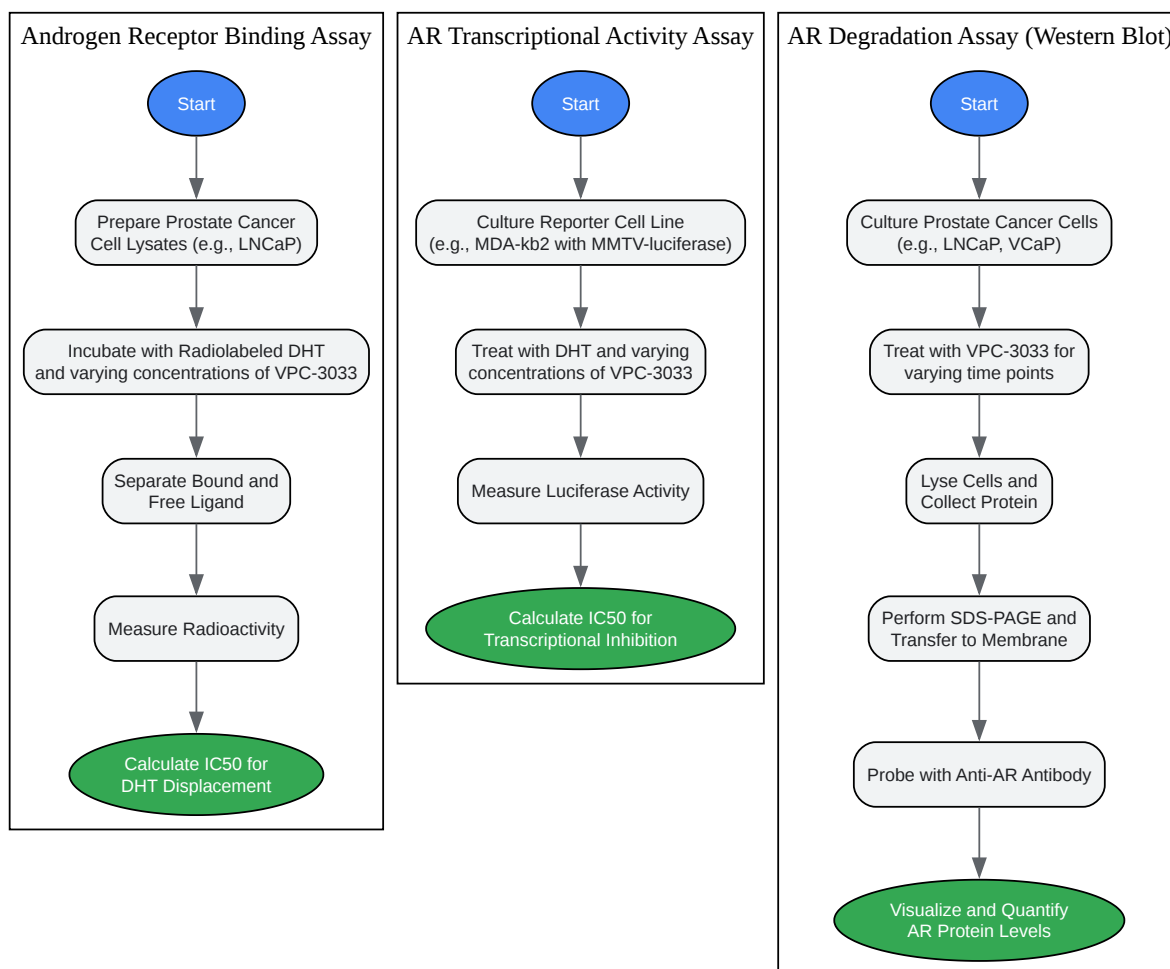 Androgen Receptor Binding Assay
Start
Prepare Prostate Cancer
Cell Lysates (e.g., LNCaP)
Incubate with Radiolabeled DHT
and varying concentrations of VPC-3033
Separate Bound and
Free Ligand
Measure Radioactivity
Calculate IC50 for
DHT Displacement
AR Transcriptional Activity Assay
Start
Culture Reporter Cell Line
(e.g., MDA-kb2 with MMTV-luciferase)
Treat with DHT and varying
concentrations of VPC-3033
Measure Luciferase Activity
Calculate IC50 for
Transcriptional Inhibition
AR Degradation Assay (Western Blot)
Start
Culture Prostate Cancer Cells
(e.g., LNCaP, VCaP)
Treat with VPC-3033 for
varying time points
Lyse Cells and
Collect Protein
Perform SDS-PAGE and
Transfer to Membrane
Probe with Anti-AR Antibody
Visualize and Quantify
AR Protein Levels